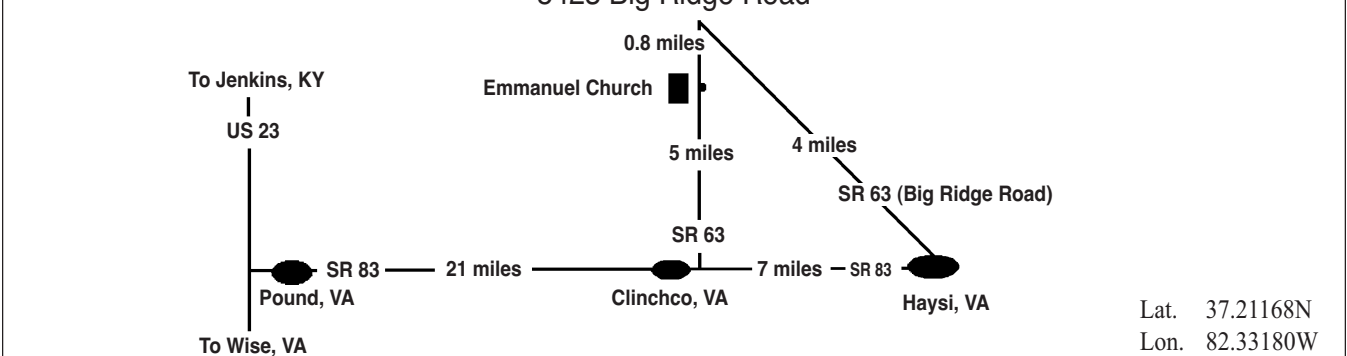 Big Ridge Road
0.8 miles
To Jenkins, KY
Emmanuel Church
US 23
4 miles
5 miles
SR 63 (Big Ridge Road)
SR 63
SR 83
21 miles
7 miles
SR 83
Pound, VA
Clinchco, VA
Haysi, VA
Lat. 37.21168N
Lon. 82.33180W
To Wise, VA